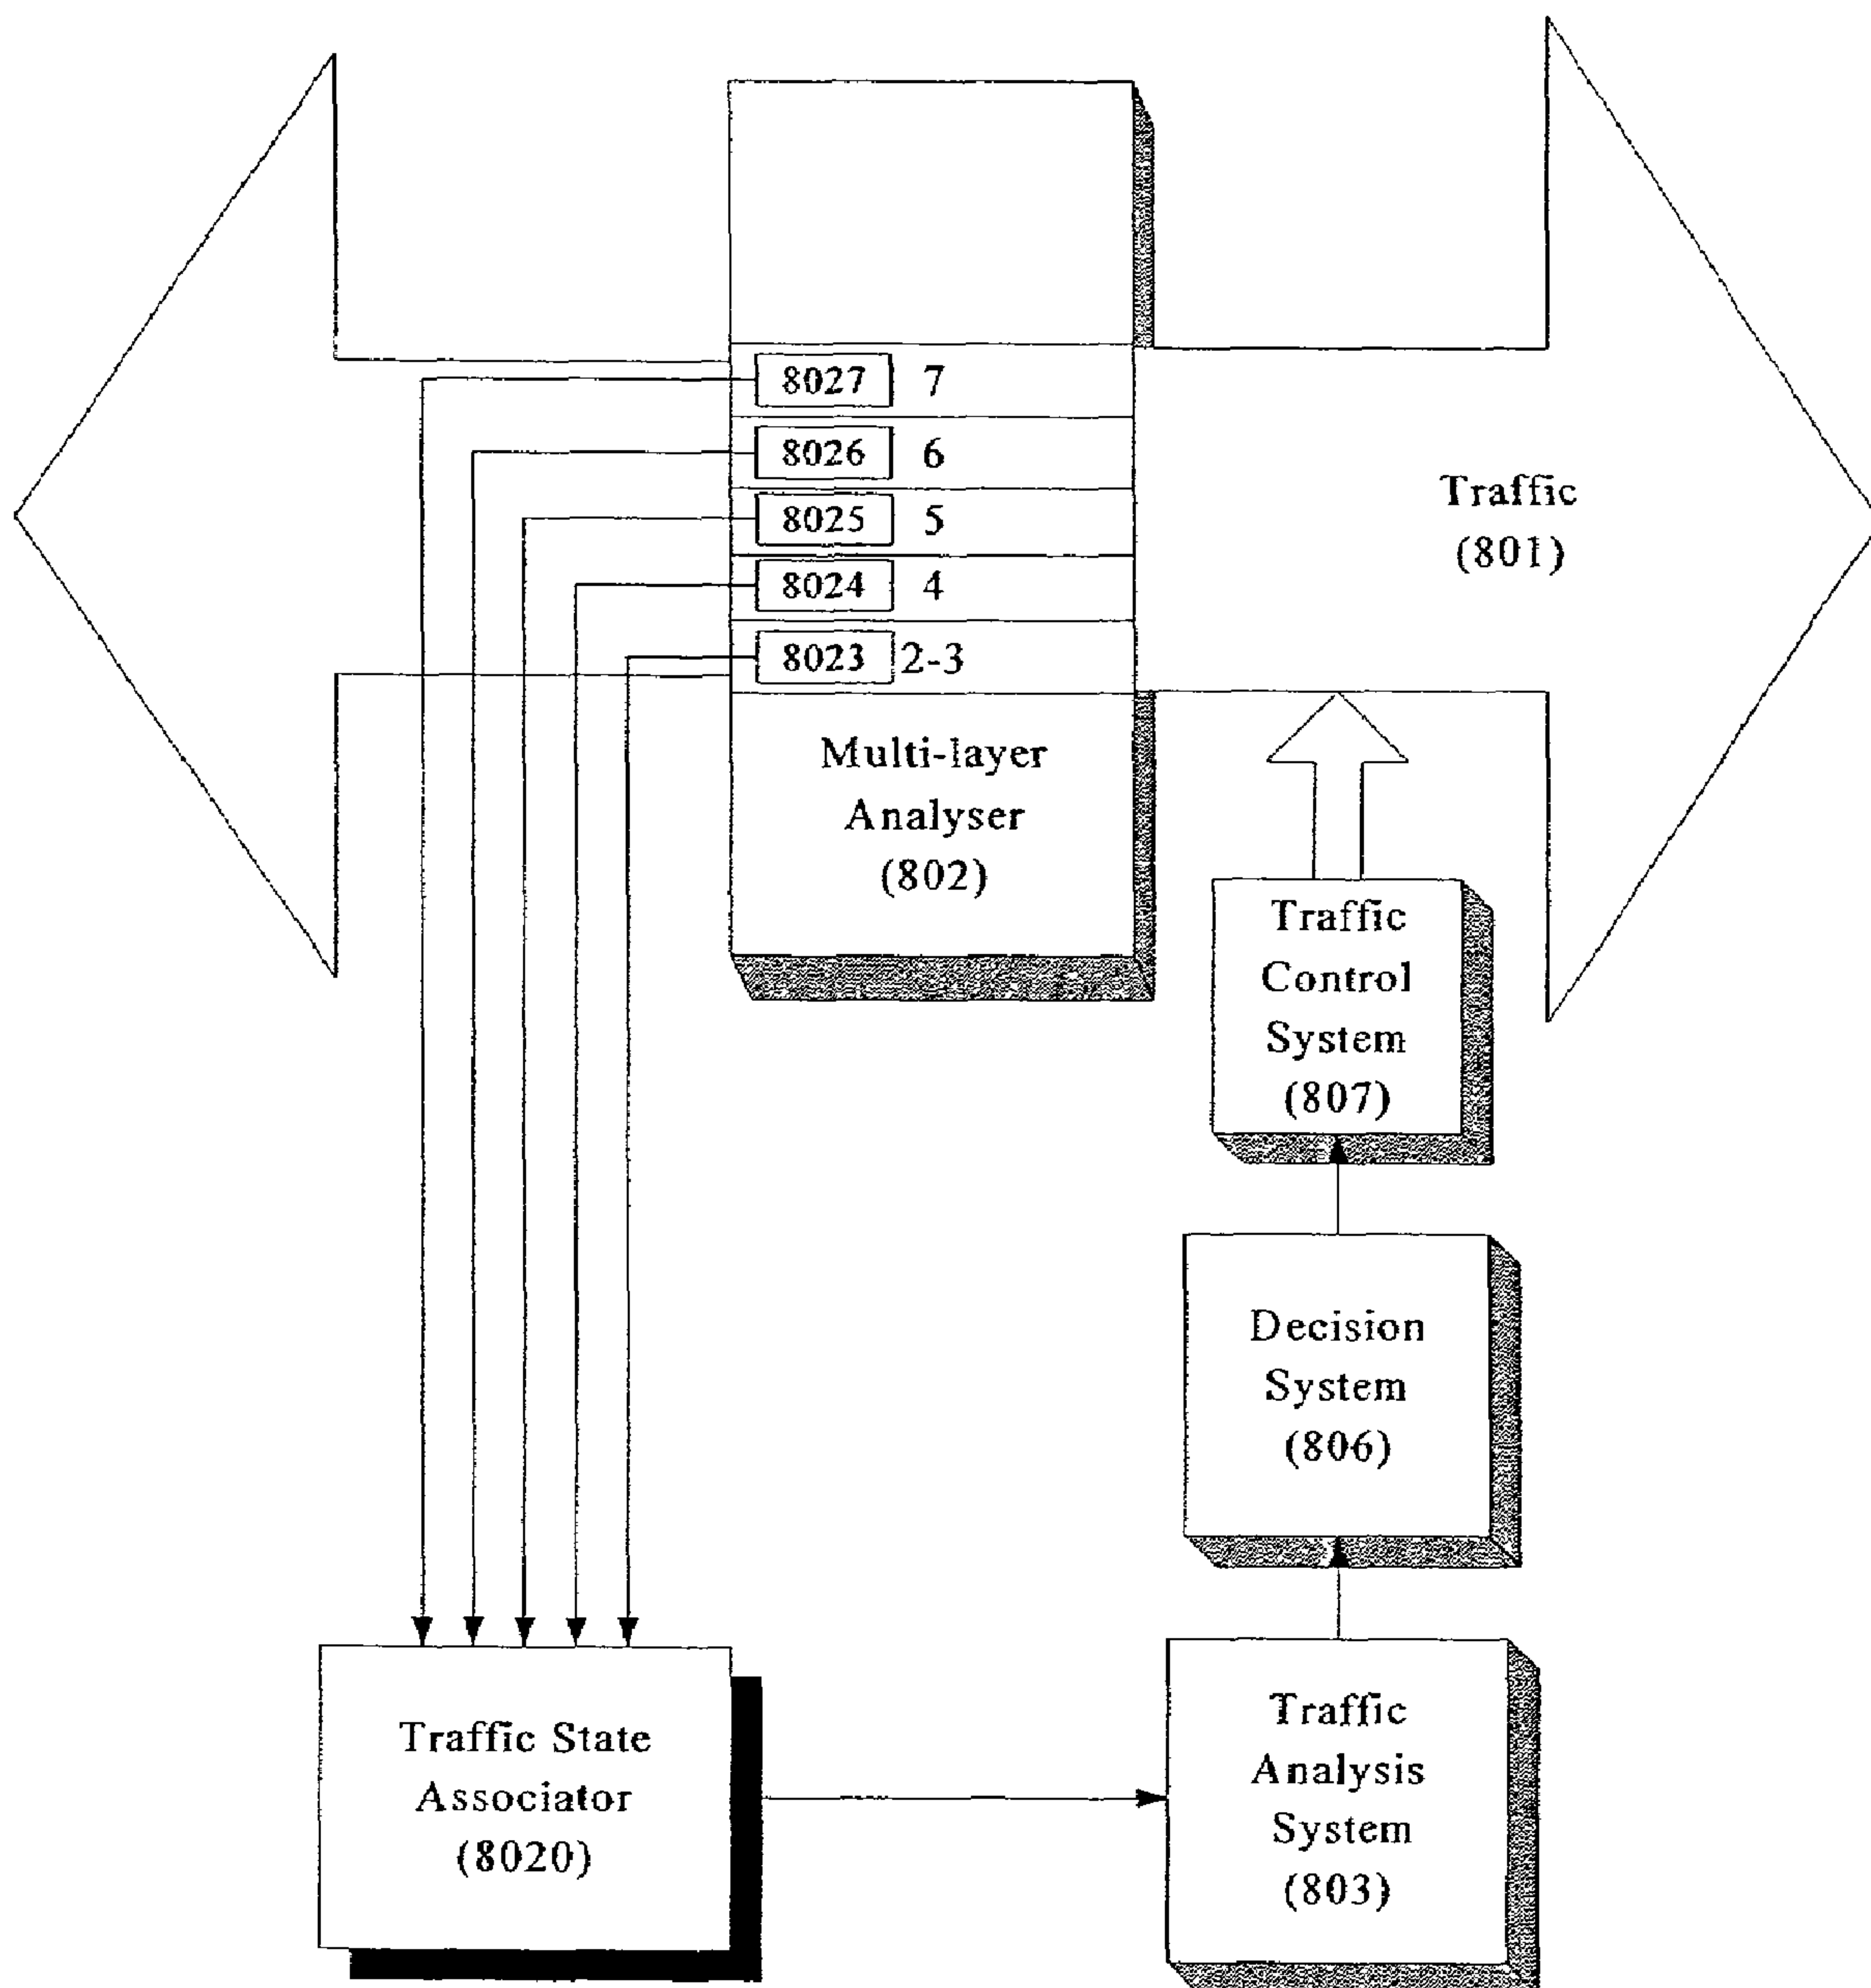 8027 7
8026 6
8025 5
8024 4
8023 2-3
Traffic
(801)
Multi-layer
Analyser
(802)
Traffic
Control
System
(807)
Decision
System
(806)
Traffic State
Associator
(8020)
Traffic
Analysis
System
(803)